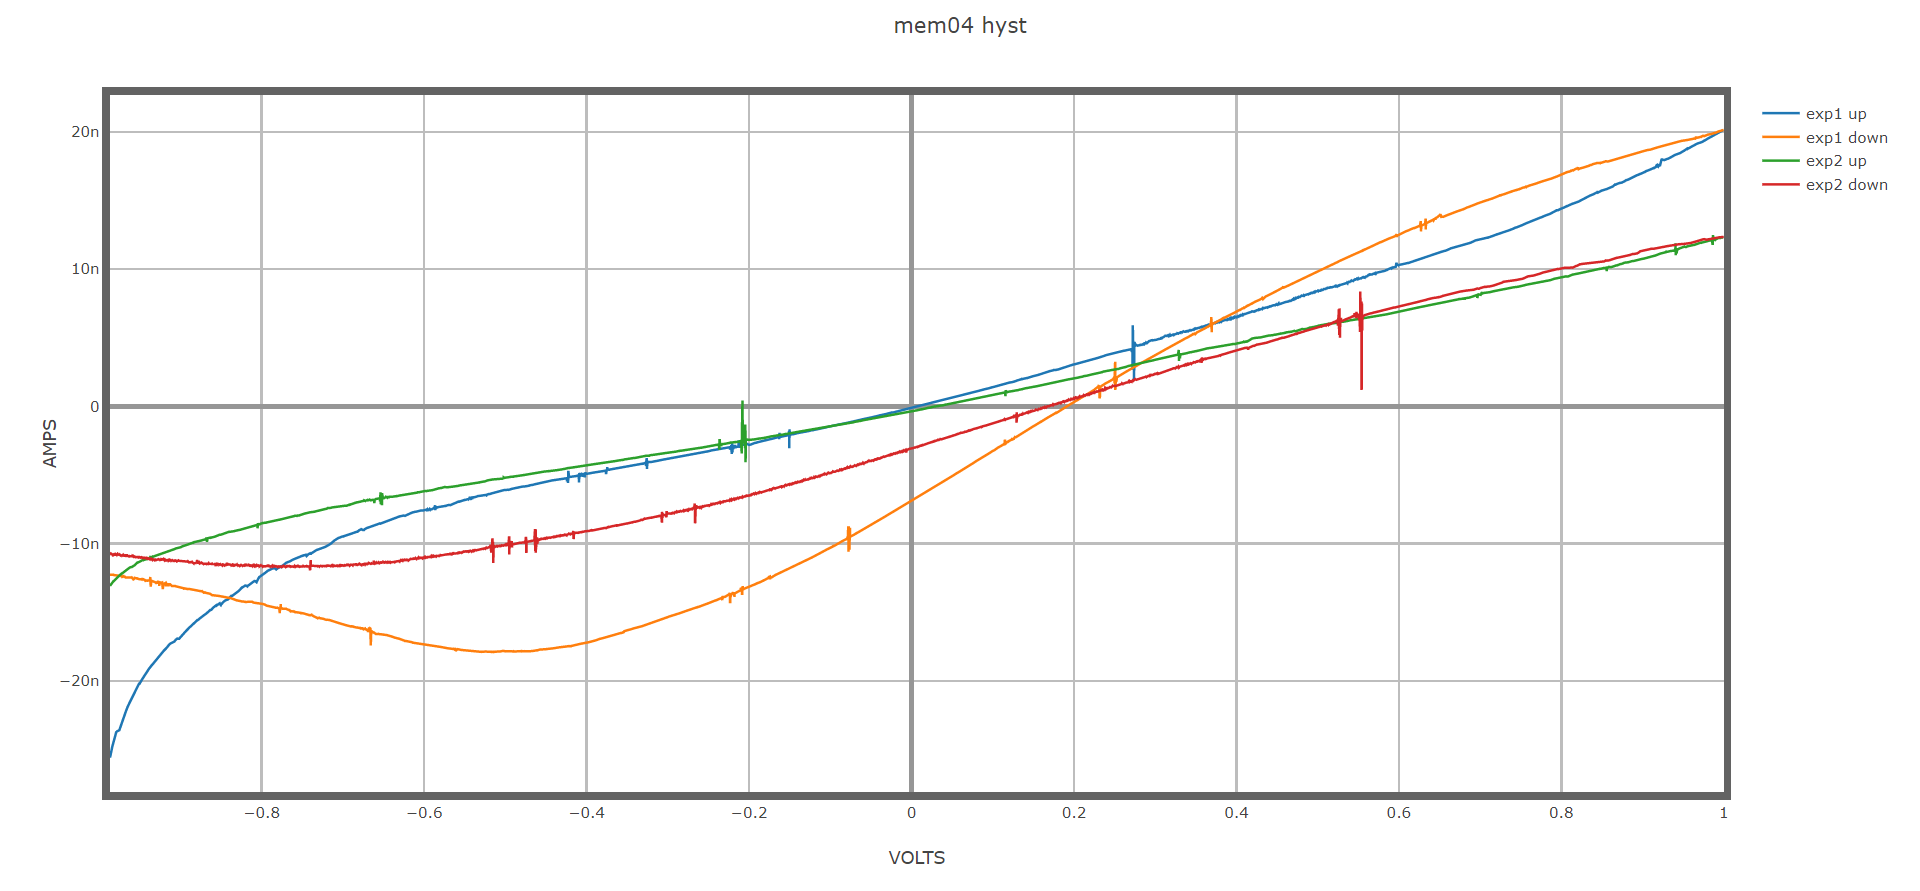 mem04 hyst
20n
10n
0
−10n
−20n
AMPS
−0.8
−0.6
−0.4
−0.2
0
0.2
0.4
0.6
0.8
1
VOLTS
exp1 up
exp1 down
exp2 up
exp2 down